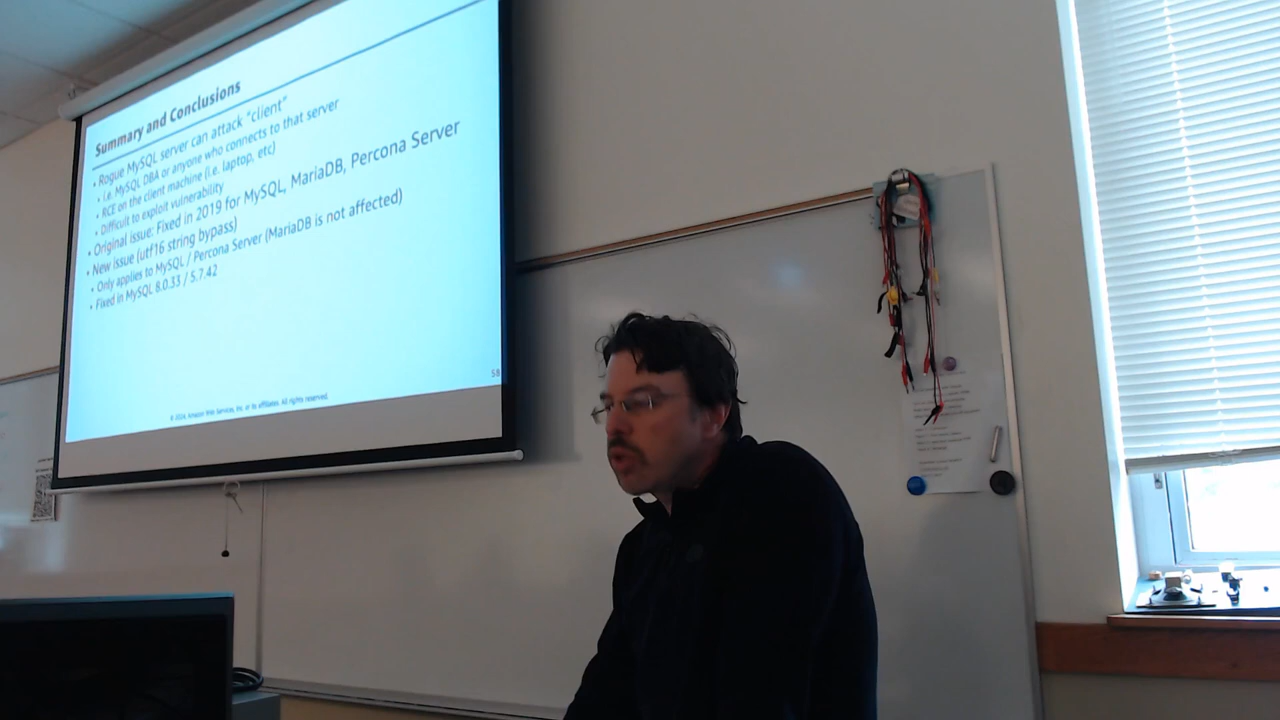 Summary and Conclusions
• Rogue MySQL server can attack "client"
• i.e MySQL DBA or anyone who connects to that server
• RCE on the client machine (i.e. laptop, etc)
• Difficult to exploit vulnerability
• Original issue: Fixed in 2019 for MySQL, MariaDB, Percona Server
• New issue (utf16 string bypass)
• Only applies to MySQL / Percona Server (MariaDB is not affected)
• Fixed in MySQL 8.0.33 / 5.7.42
58
© 2024, Amazon Web Services, Inc. or its affiliates. All rights reserved.